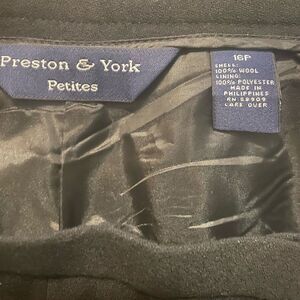 Preston & York
Petites
16P
SHELL:
100% WOOL
LINING:
100% POLYESTER
MADE IN
PHILIPPINES
RN 58909
CARE OVER